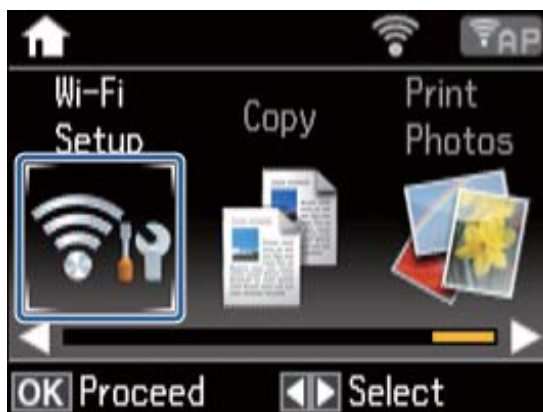 AP
Wi-Fi Setup
Copy
Print Photos
OK Proceed
Select